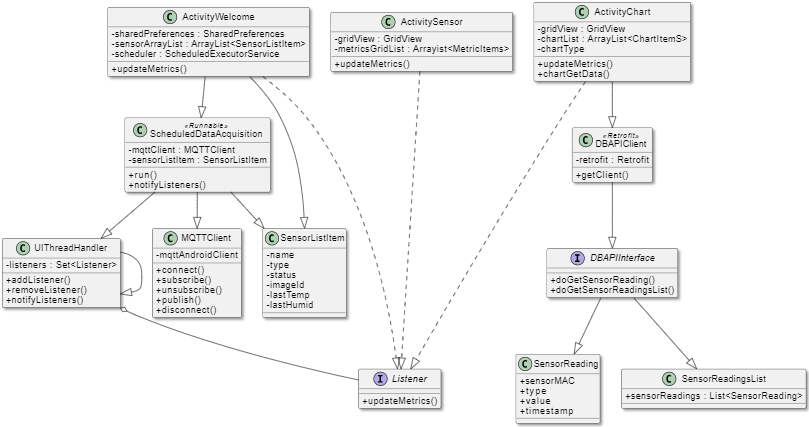 C ActivityWelcome
-sharedPreferences : SharedPreferences
-sensorArrayList : ArrayList<SensorListItem>
-scheduler : ScheduledExecutorService
+updateMetrics()
C ActivitySensor
-gridView : GridView
-metricsGridList : Arrayist<MetricItems>
+updateMetrics()
C ActivityChart
-gridView : GridView
-chartList : ArrayList<ChartItemS>
-chartType
+updateMetrics()
+chartGetData()
C «Runnable»
ScheduledDataAcquisition
-mqttClient : MQTTClient
-sensorListItem : SensorListItem
+run()
+notifyListeners()
C «Retrofit»
DBAPIClient
-retrofit : Retrofit
+getClient()
C UIThreadHandler
-listeners : Set<Listener>
+addListener()
+removeListener()
+notifyListeners()
C MQTTClient
-mqttAndroidClient
+connect()
+subscribe()
+unsubscribe()
+publish()
+disconnect()
C SensorListItem
-name
-type
-status
-imageId
-lastTemp
-lastHumid
I DBAPIInterface
+doGetSensorReading()
+doGetSensorReadingsList()
I Listener
+updateMetrics()
C SensorReading
+sensorMAC
+type
+value
+timestamp
C SensorReadingsList
+sensorReadings : List<SensorReading>